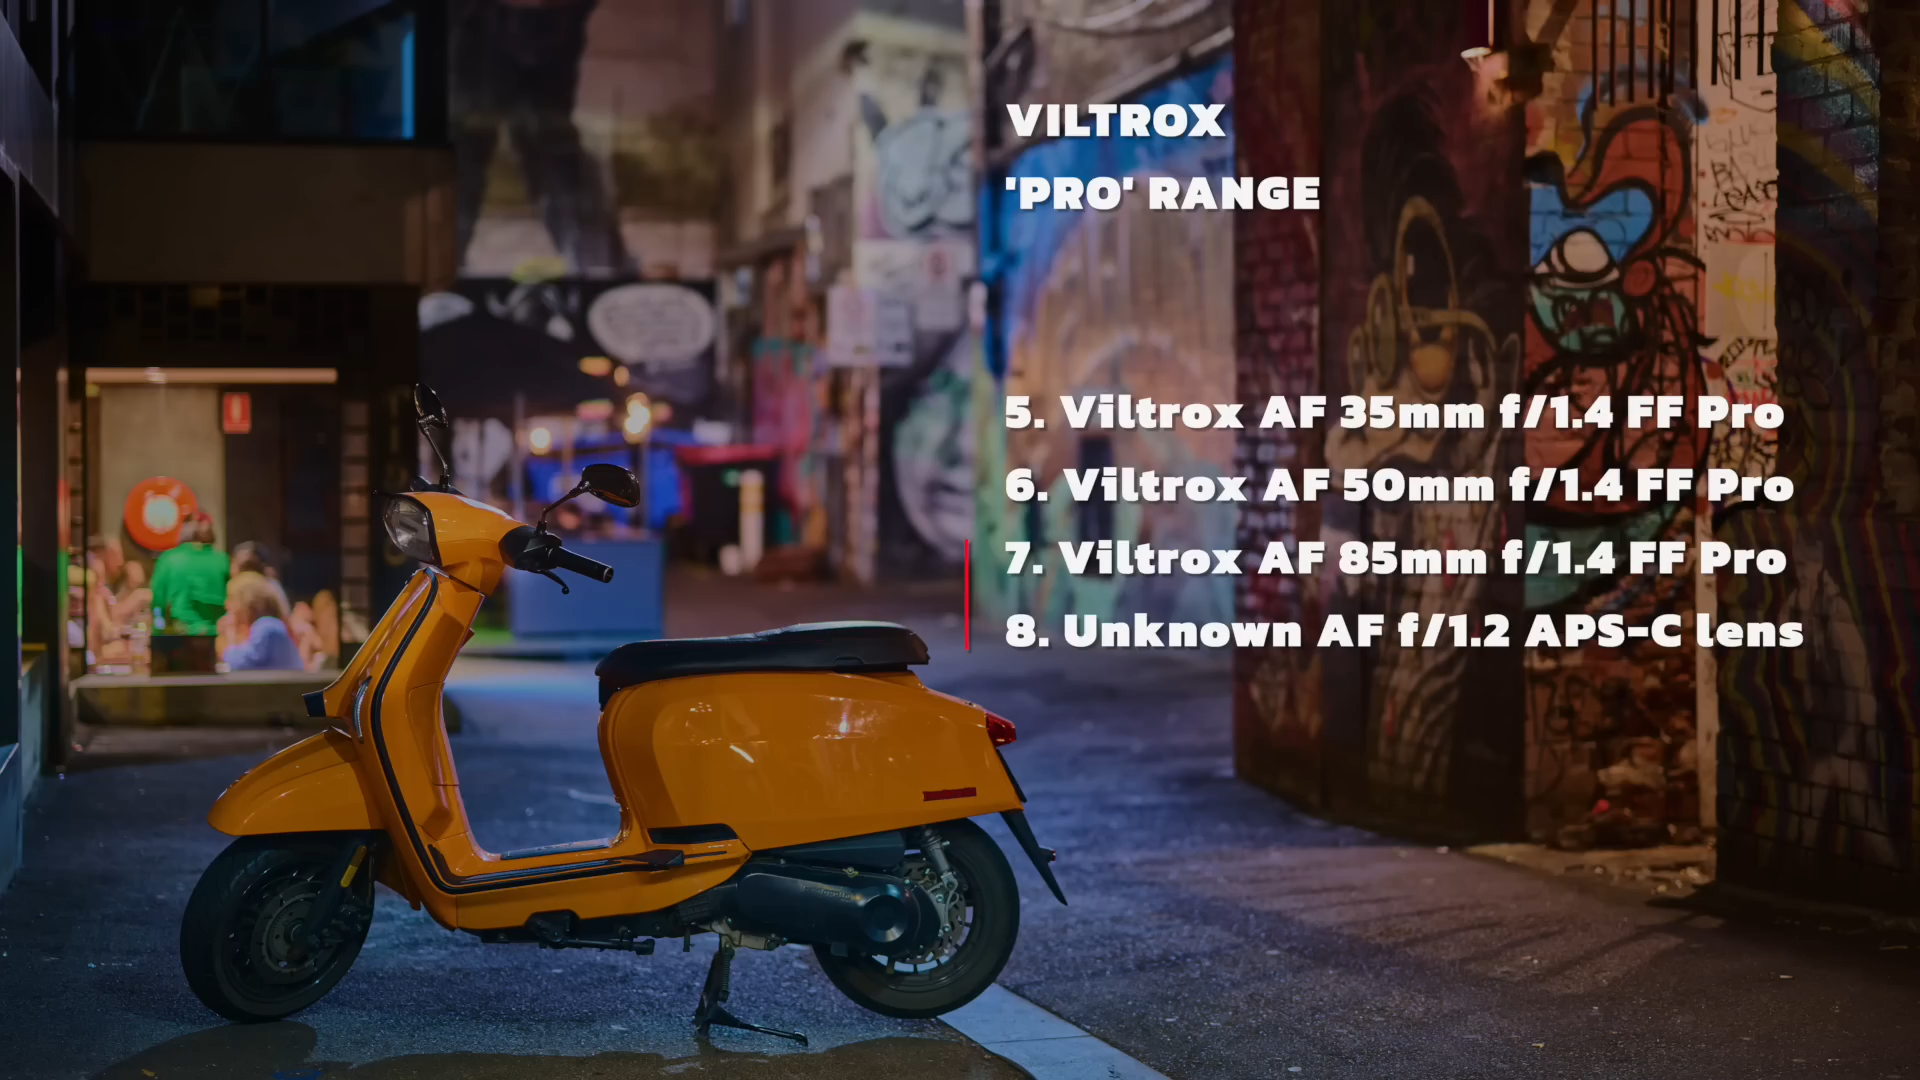 VILTROX
'PRO' RANGE
5. Viltrox AF 35mm f/1.4 FF Pro
6. Viltrox AF 50mm f/1.4 FF Pro
7. Viltrox AF 85mm f/1.4 FF Pro
8. Unknown AF f/1.2 APS-C lens